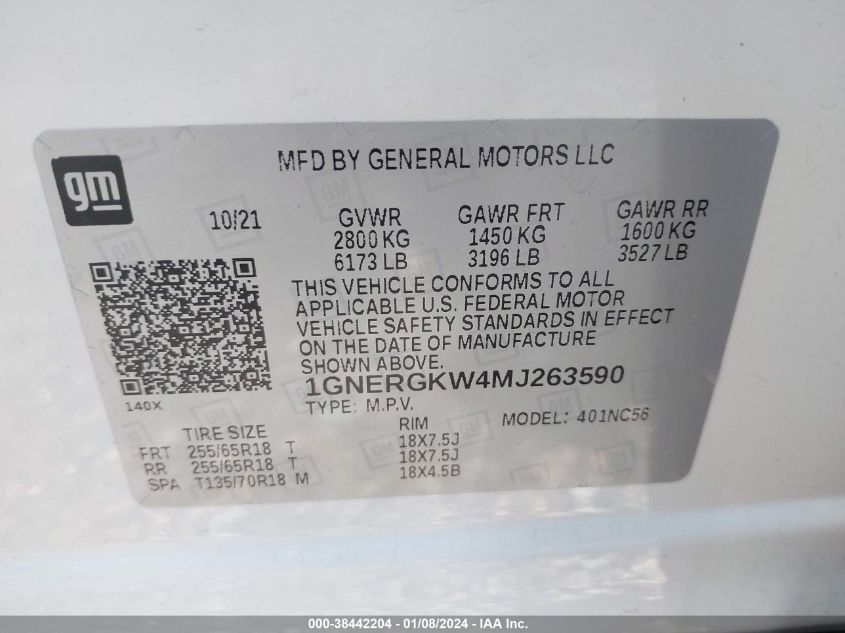 gm
MFD BY GENERAL MOTORS LLC
10/21 GVWR GAWR FRT GAWR RR
2800 KG 1450 KG 1600 KG
6173 LB 3196 LB 3527 LB
THIS VEHICLE CONFORMS TO ALL
APPLICABLE U.S. FEDERAL MOTOR
VEHICLE SAFETY STANDARDS IN EFFECT
ON THE DATE OF MANUFACTURE
SHOWN ABOVE.
1GNERGKW4MJ263590
140X TYPE: M.P.V. MODEL: 401NC56
TIRE SIZE RIM
FRT 255/65R18 T 18X7.5J
RR 255/65R18 T 18X7.5J
SPA T135/70R18 M 18X4.5B
000-38442204 - 01/08/2024 - IAA Inc.